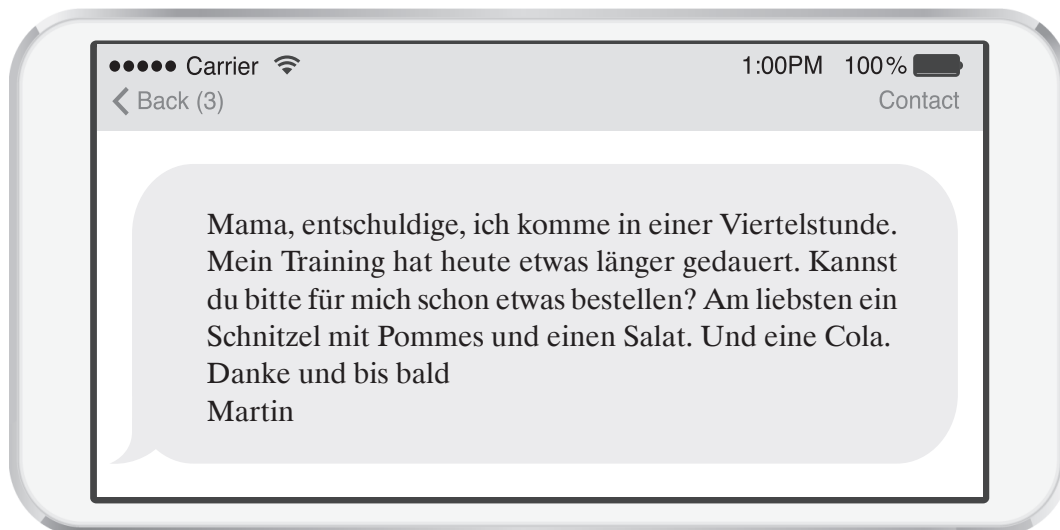 ●●●●● Carrier 1:00PM 100%
Back (3) Contact
Mama, entschuldige, ich komme in einer Viertelstunde.
Mein Training hat heute etwas länger gedauert. Kannst
du bitte für mich schon etwas bestellen? Am liebsten ein
Schnitzel mit Pommes und einen Salat. Und eine Cola.
Danke und bis bald
Martin